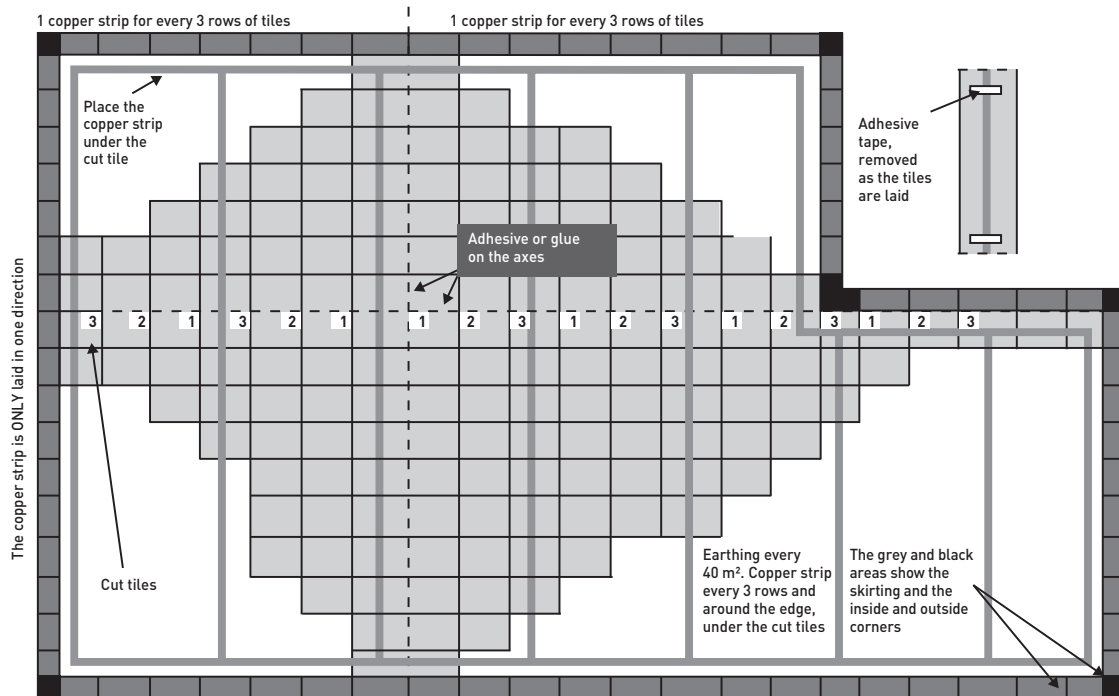 1 copper strip for every 3 rows of tiles
1 copper strip for every 3 rows of tiles
Place the
copper strip
under the
cut tile
Adhesive
tape,
removed
as the tiles
are laid
Adhesive or glue
on the axes
The copper strip is ONLY laid in one direction
3 2 1 3 2 1 1 2 3 1 2 3 1 2 3 1 2 3
Cut tiles
Earthing every
40 m². Copper strip
every 3 rows and
around the edge,
under the cut tiles
The grey and black
areas show the
skirting and the
inside and outside
corners